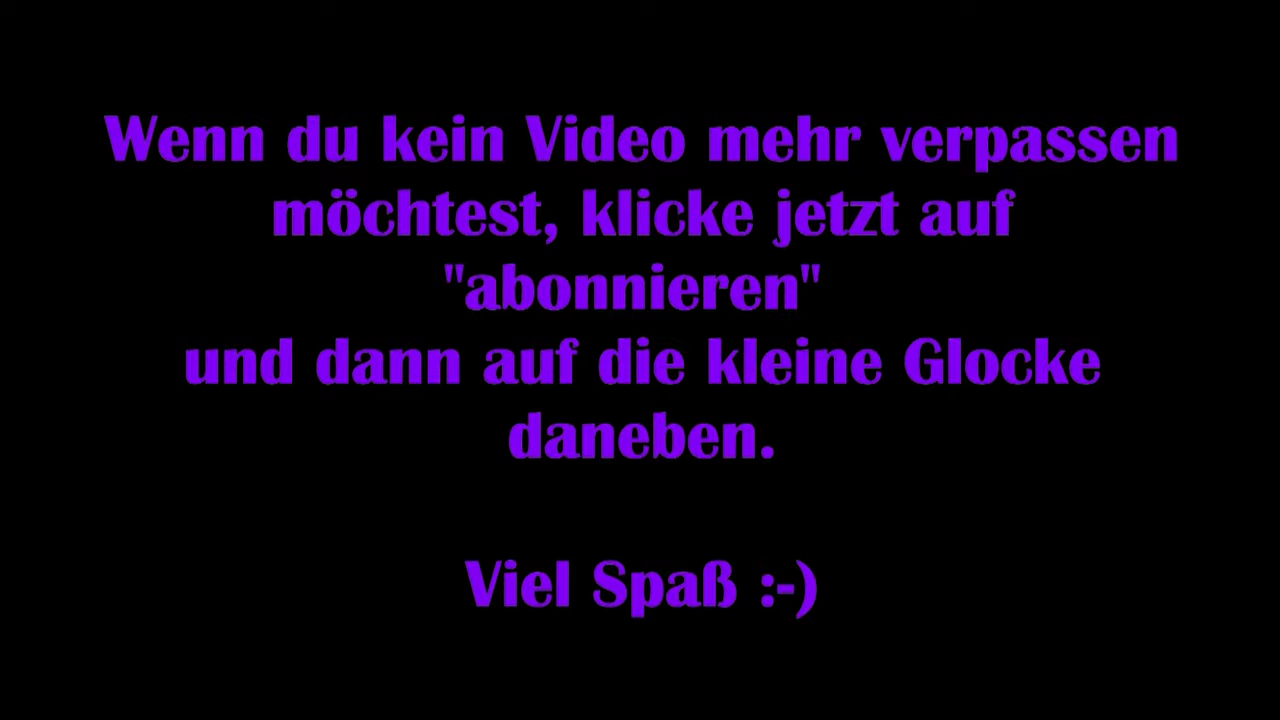 Wenn du kein Video mehr verpassen
möchtest, klicke jetzt auf
"abonnieren"
und dann auf die kleine Glocke
daneben.
Viel Spaß :-)